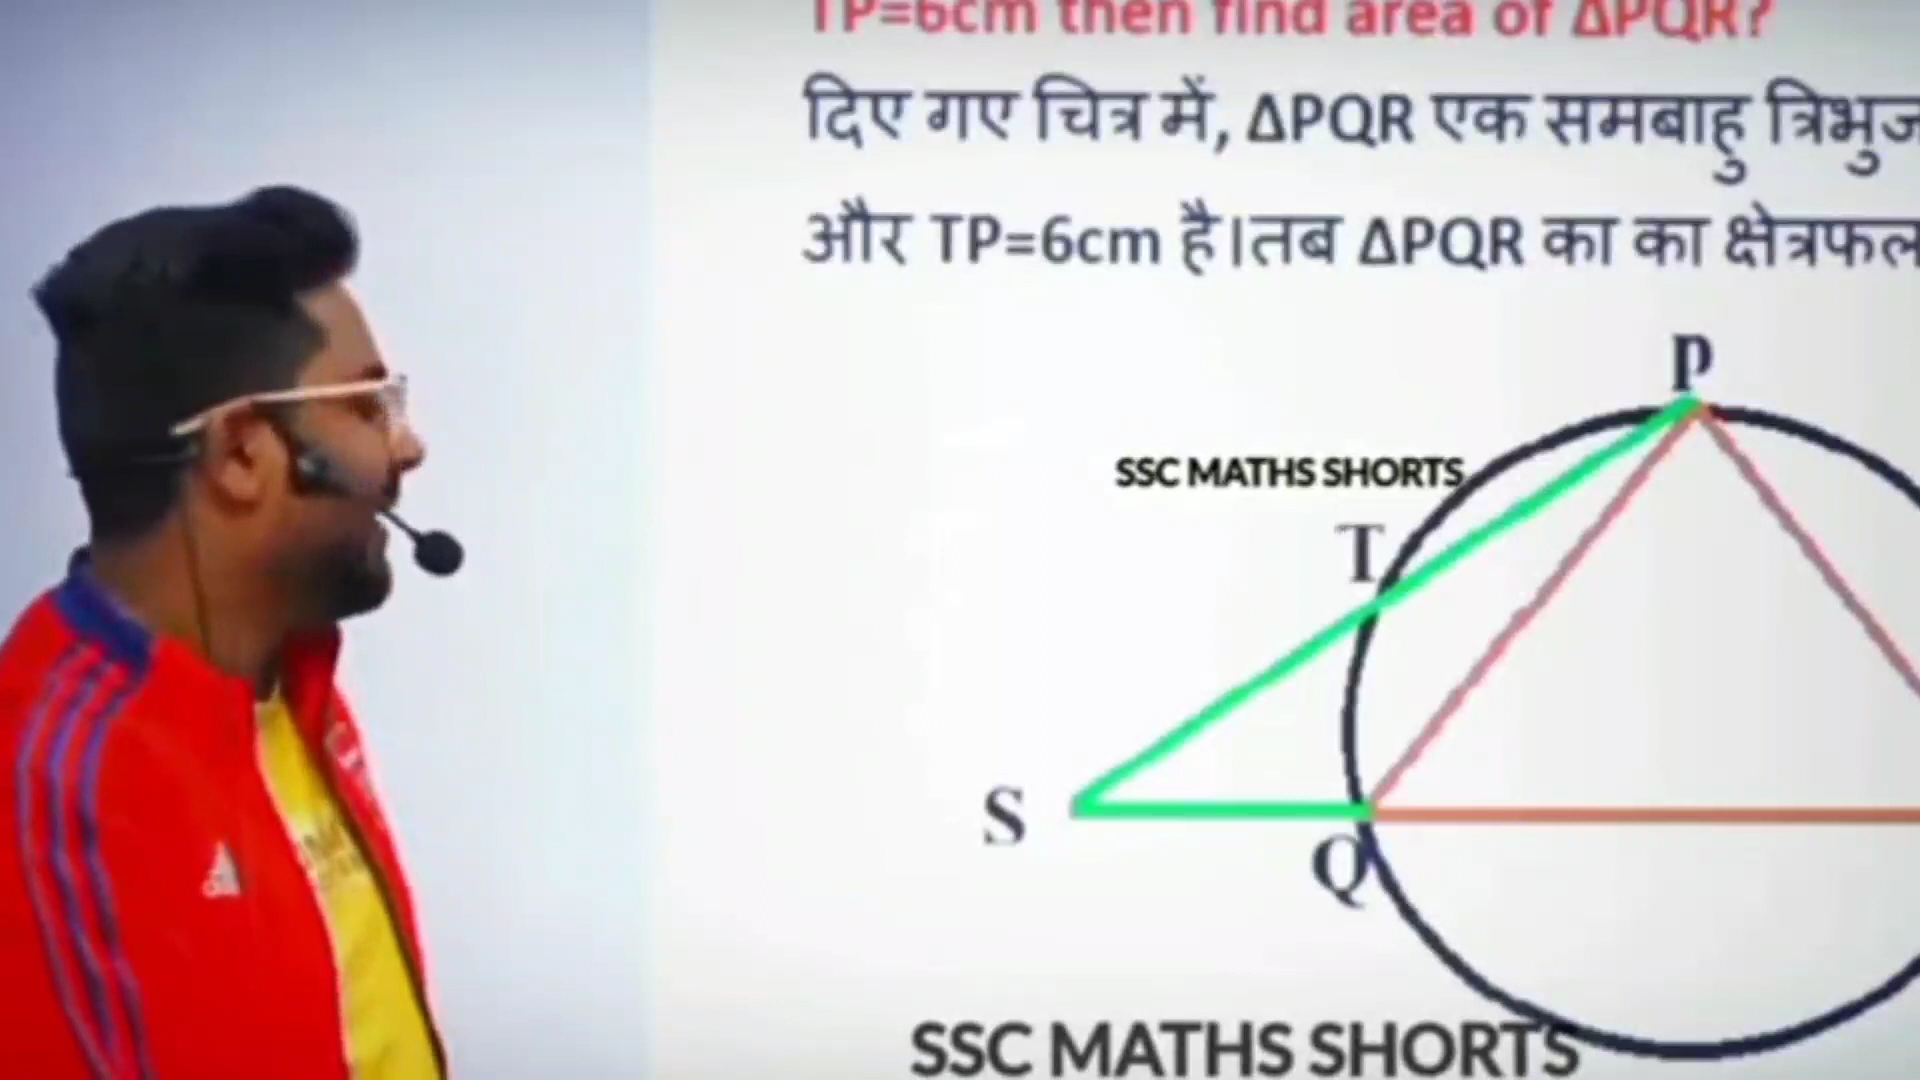 TP=6cm then find area of ΔPQR?
दिए गए चित्र में, ΔPQR एक समबाहु त्रिभुज
और TP=6cm है।तब ΔPQR का का क्षेत्रफल
P
SSC MATHS SHORTS
T
S
Q
SSC MATHS SHORTS